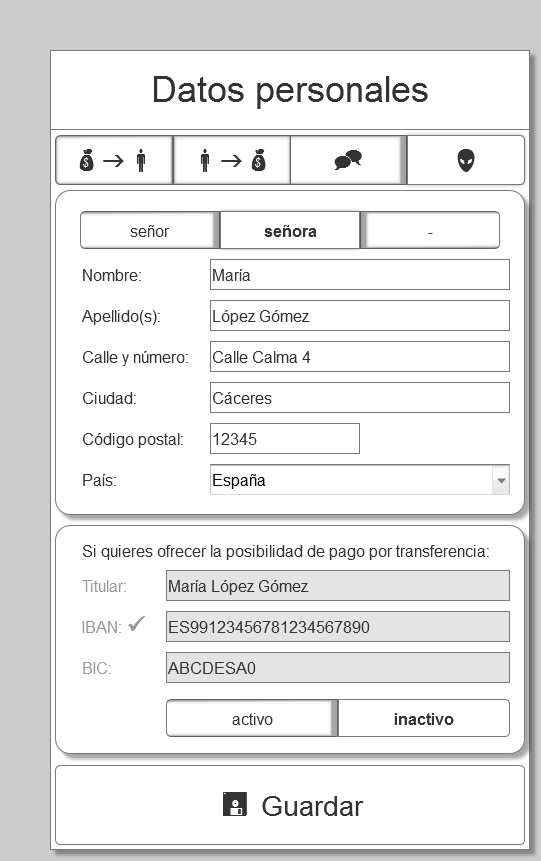 Datos personales
señor señora -
Nombre: María
Apellido(s): López Gómez
Calle y número: Calle Calma 4
Ciudad: Cáceres
Código postal: 12345
País: España
Si quieres ofrecer la posibilidad de pago por transferencia:
Titular: María López Gómez
IBAN: ✓ ES99123456781234567890
BIC: ABCDESA0
activo inactivo
Guardar